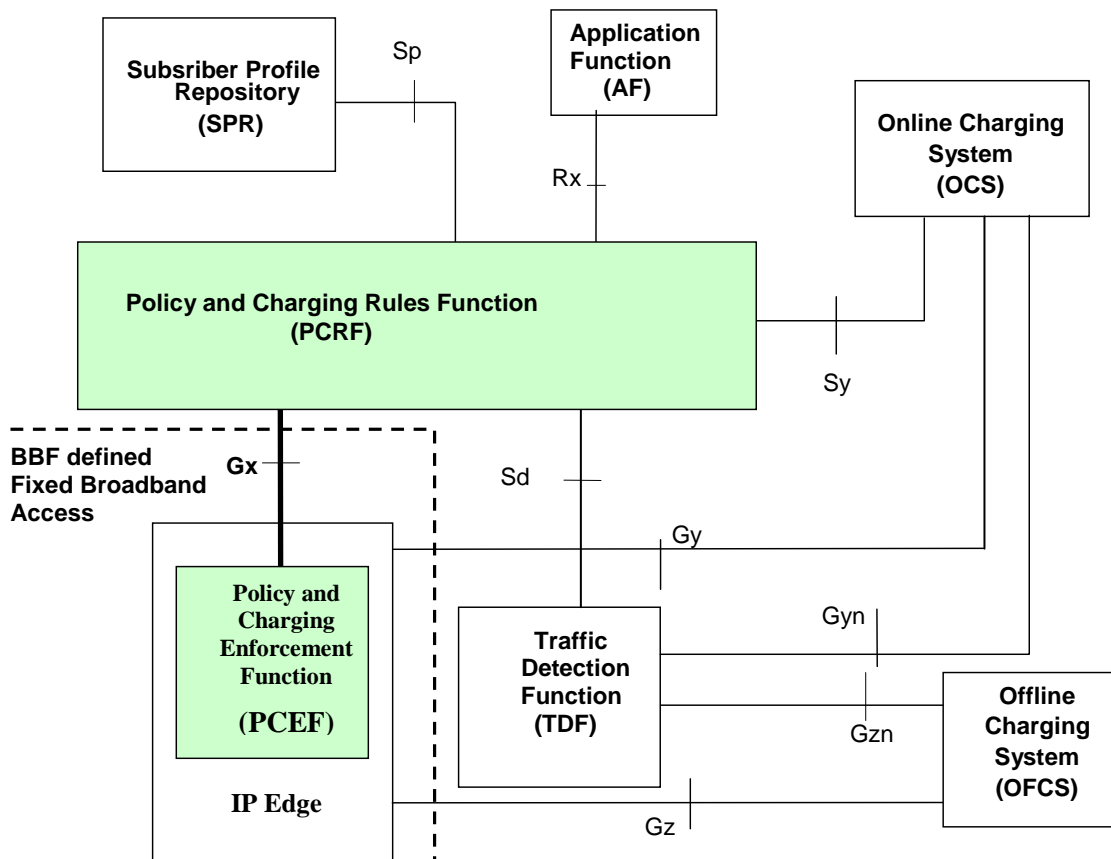 Subsriber Profile
Repository
(SPR)
Sp
Application
Function
(AF)
Online Charging
System
(OCS)
Rx
Policy and Charging Rules Function
(PCRF)
Sy
BBF defined
Fixed Broadband
Access
Gx
Sd
Gy
Policy and
Charging
Enforcement
Function
(PCEF)
IP Edge
Traffic
Detection
Function
(TDF)
Gyn
Gzn
Offline
Charging
System
(OFCS)
Gz